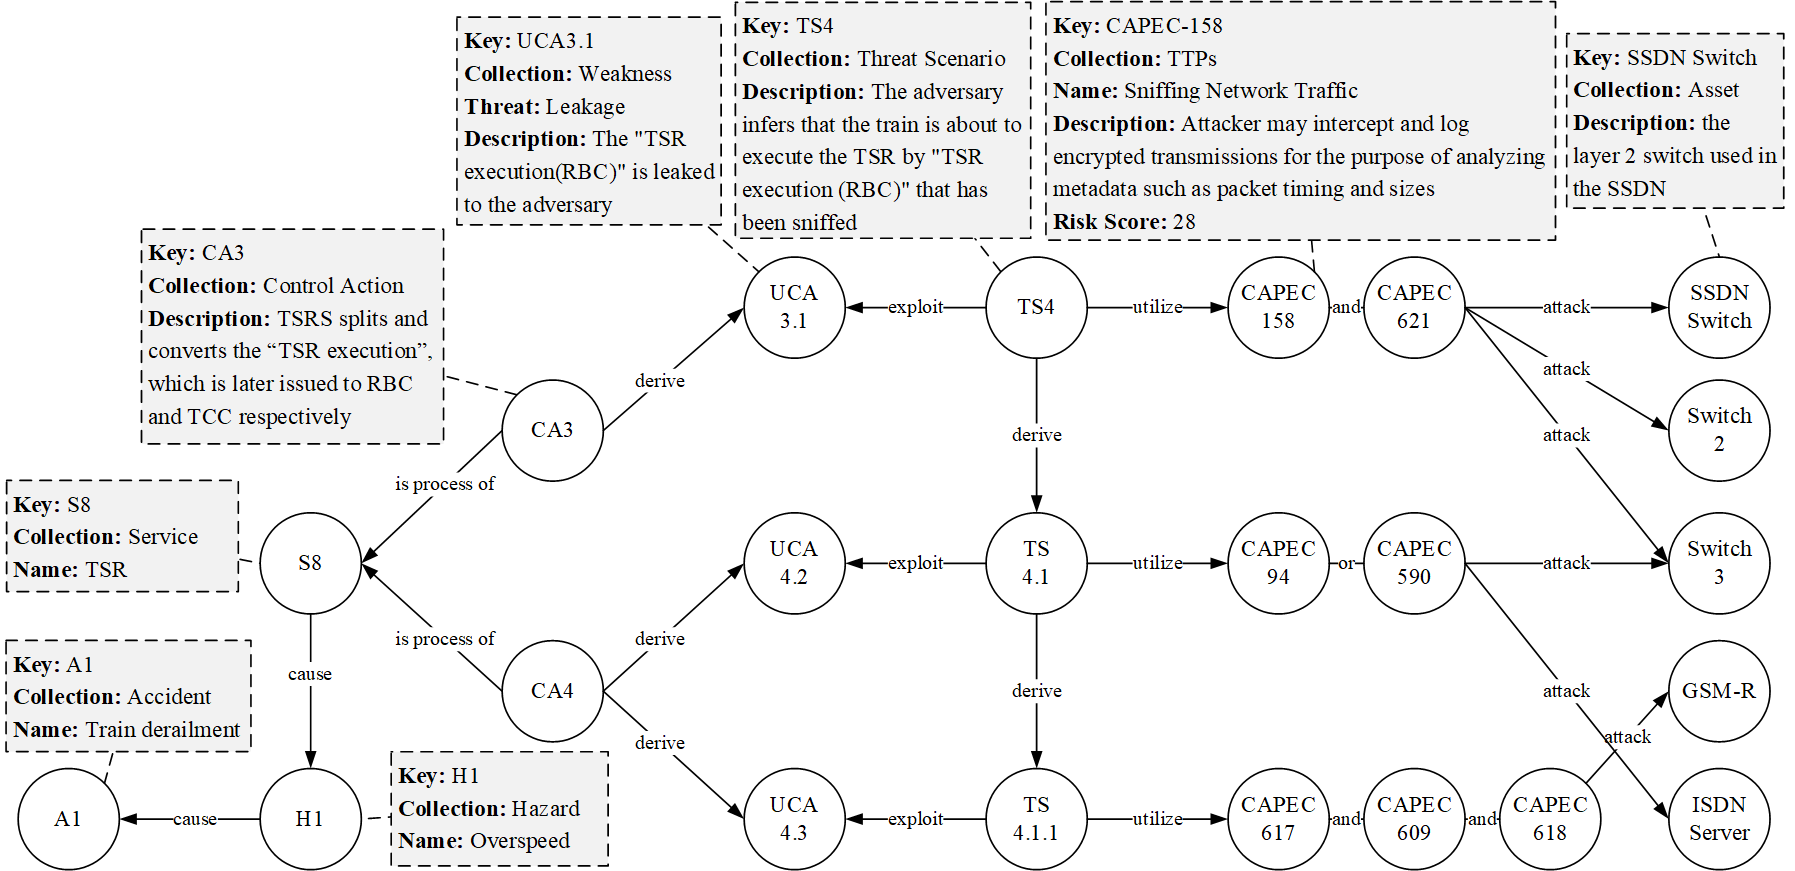 Key: UCA3.1
Collection: Weakness
Threat: Leakage
Description: The "TSR
execution(RBC)" is leaked
to the adversary
Key: TS4
Collection: Threat Scenario
Description: The adversary
infers that the train is about to
execute the TSR by "TSR
execution (RBC)" that has
been sniffed
Key: CAPEC-158
Collection: TTPs
Name: Sniffing Network Traffic
Description: Attacker may intercept and log
encrypted transmissions for the purpose of analyzing
metadata such as packet timing and sizes
Risk Score: 28
Key: SSDN Switch
Collection: Asset
Description: the
layer 2 switch used in
the SSDN
Key: CA3
Collection: Control Action
Description: TSRS splits and
converts the “TSR execution”,
which is later issued to RBC
and TCC respectively
UCA
3.1
exploit
TS4
utilize
CAPEC
158
and
CAPEC
621
attack
SSDN
Switch
derive
attack
CA3
derive
attack
Switch
2
is process of
Key: S8
Collection: Service
Name: TSR
S8
UCA
4.2
exploit
TS
4.1
utilize
CAPEC
94
or
CAPEC
590
attack
Switch
3
is process of
derive
Key: A1
Collection: Accident
Name: Train derailment
cause
CA4
derive
attack
GSM-R
derive
attack
Key: H1
Collection: Hazard
Name: Overspeed
A1
cause
H1
UCA
4.3
exploit
TS
4.1.1
utilize
CAPEC
617
and
CAPEC
609
and
CAPEC
618
ISDN
Server